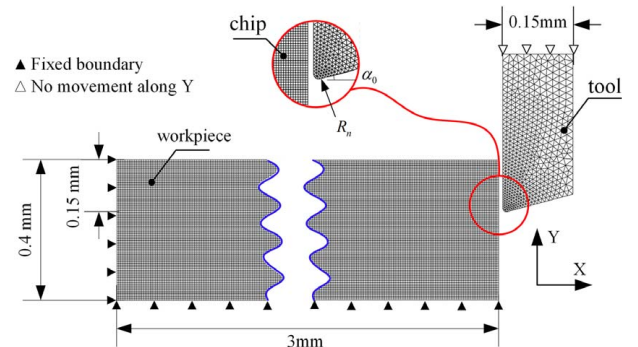 0.15mm
chip
▲ Fixed boundary
△ No movement along Y
α₀
Rₙ
tool
workpiece
0.15 mm
0.4 mm
Y
X
3mm